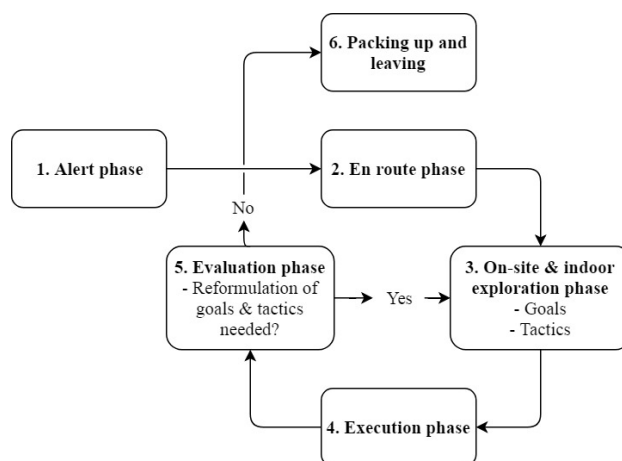 6. Packing up and
leaving
1. Alert phase
2. En route phase
No
5. Evaluation phase
- Reformulation of
goals & tactics
needed?
Yes
3. On-site & indoor
exploration phase
- Goals
- Tactics
4. Execution phase